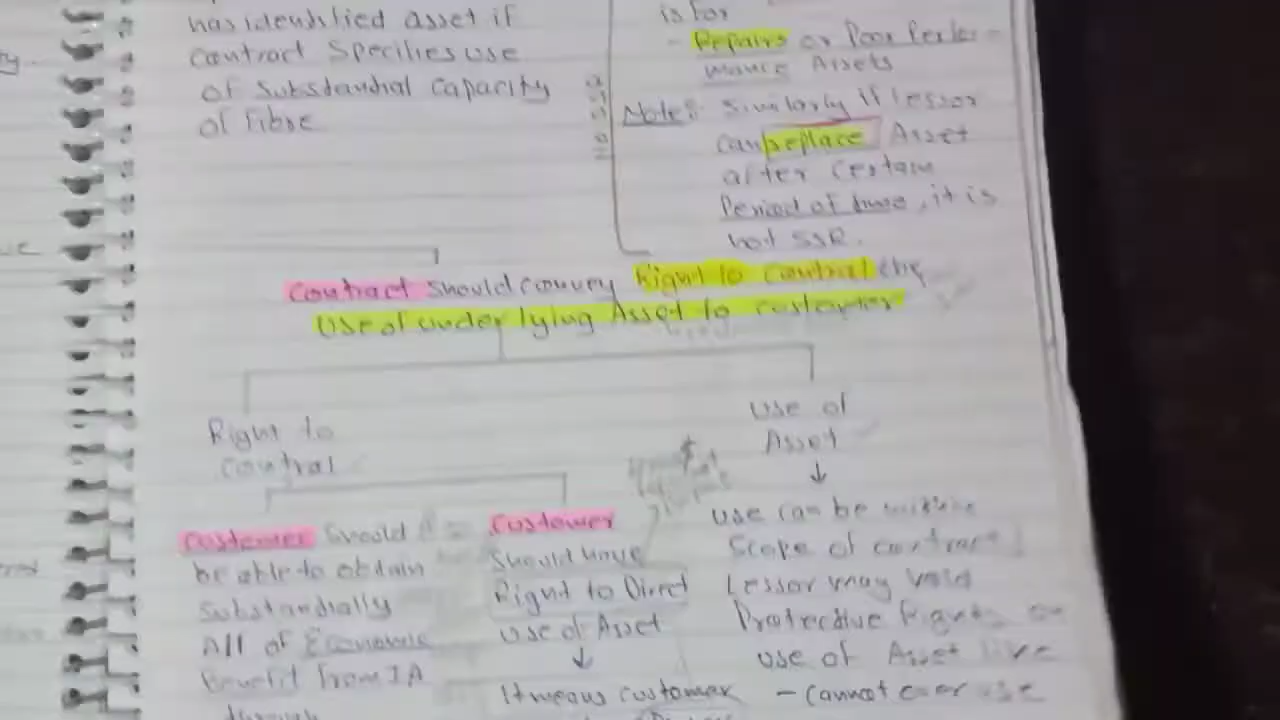 has identified asset if
contract specifies use
of substantial capacity
of Fibre
is for
- Repairs or Poor Perfor-
mance Assets
Note: Similarly if lessor
can replace Asset
after certain
Period of time, it is
not SSR.
Contract should convey Right to control the
Use of underlying Asset to customer
Right to
control
Customer should
be able to obtain
substantially
All of Economic
Benefit from IA
through
Customer
should have
Right to Direct
use of Asset
↓
It means customer
Use of
Asset
↓
use can be within
scope of contract
Lessor may
Protective Rights on
use of Asset like
- cannot over use